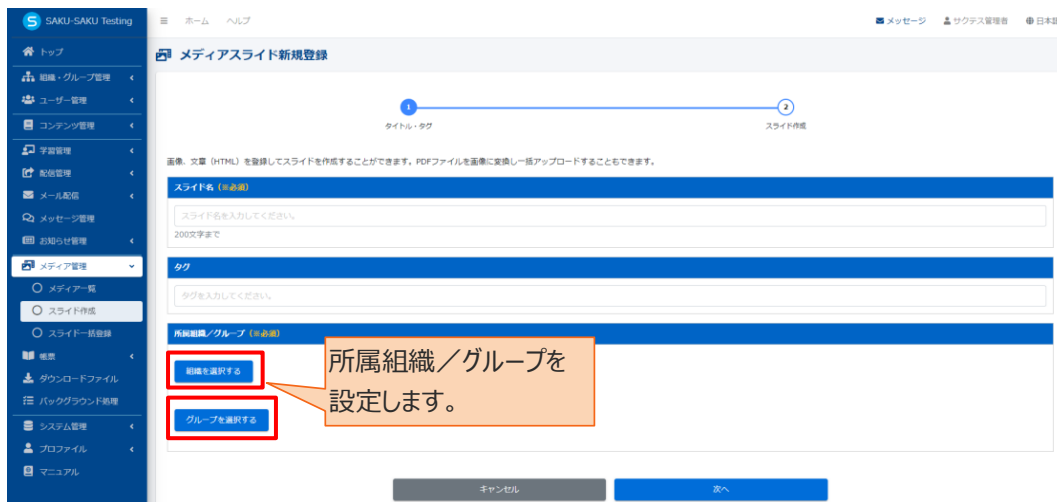 SAKU-SAKU Testing
ホーム ヘルプ
メッセージ サクテス管理者 日本語
トップ
組織・グループ管理
ユーザー管理
コンテンツ管理
学習管理
配信管理
メール配信
メッセージ管理
お知らせ管理
メディア管理
メディア一覧
スライド作成
スライド一括登録
帳票
ダウンロードファイル
バックグラウンド処理
システム管理
プロファイル
マニュアル
メディアスライド新規登録
1 2
タイトル・タグ スライド作成
画像、文章（HTML）を登録してスライドを作成することができます。PDFファイルを画像に変換し一括アップロードすることもできます。
スライド名（※必須）
スライド名を入力してください。
200文字まで
タグ
タグを入力してください。
所属組織／グループ（※必須）
組織を選択する
グループを選択する
所属組織／グループを
設定します。
キャンセル 次へ